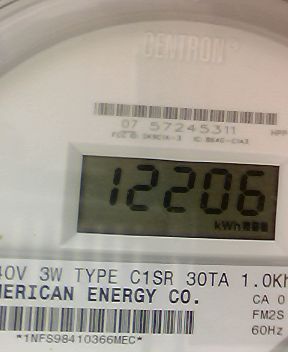 CENTRON®
07 57245311
12206
kWh
40V 3W TYPE C1SR 30TA 1.0Kh
MERICAN ENERGY CO.
CA 0
FM2S
60Hz
*1NFS98410366MEC*